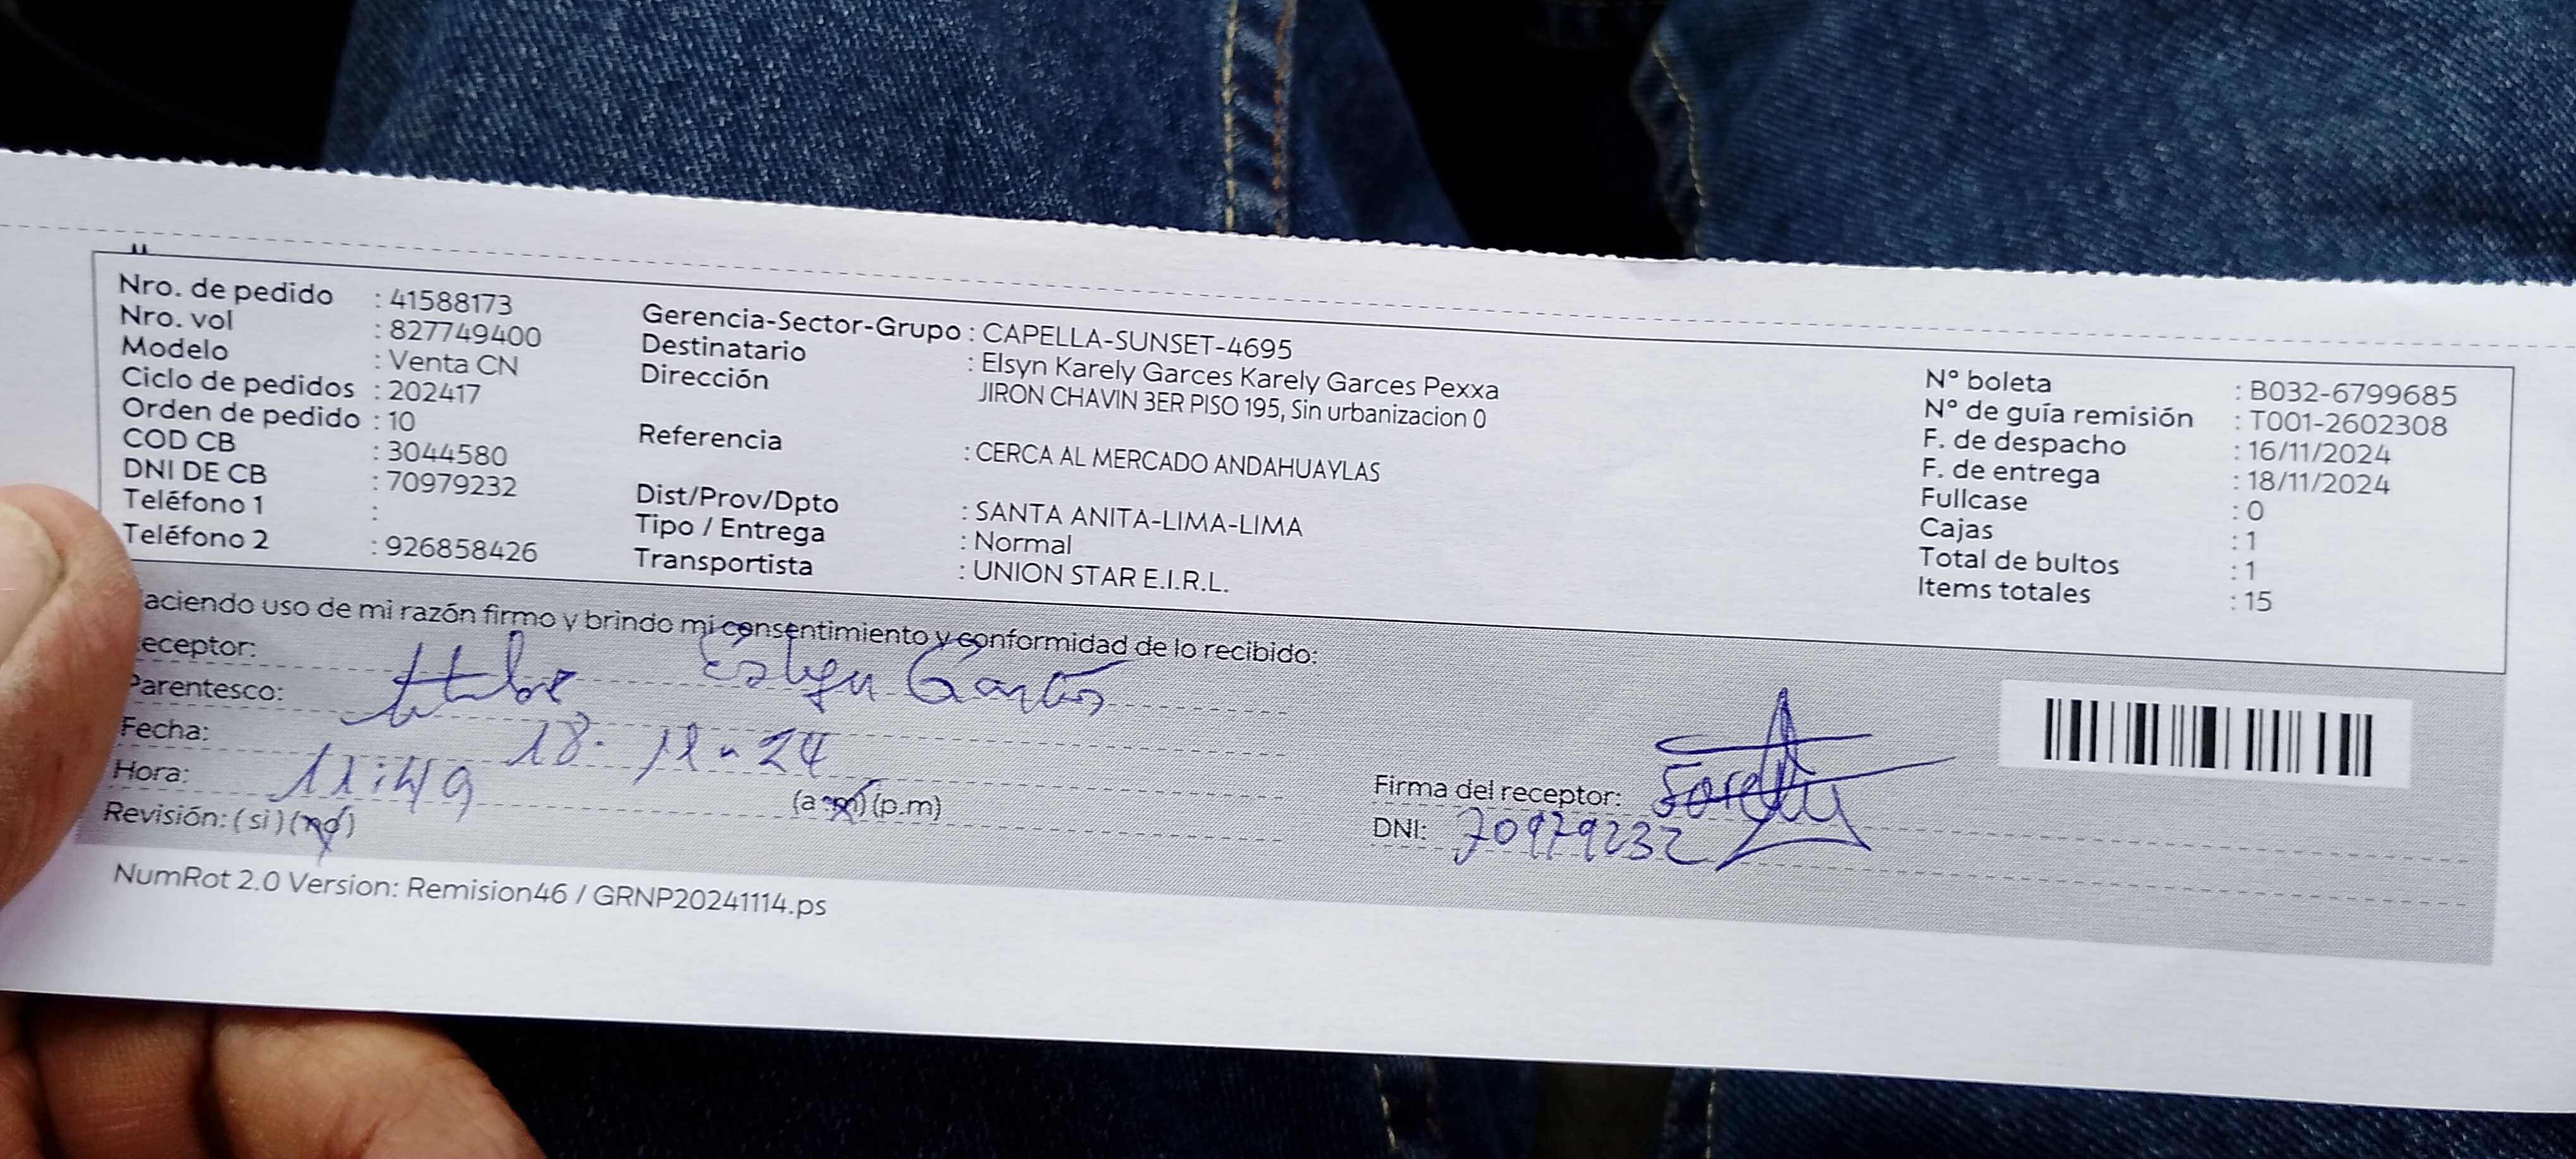 Nro. de pedido : 41588173
Nro. vol : 827749400
Modelo : Venta CN
Ciclo de pedidos : 202417
Orden de pedido : 10
COD CB : 3044580
DNI DE CB : 70979232
Teléfono 1 :
Teléfono 2 : 926858426
Gerencia-Sector-Grupo : CAPELLA-SUNSET-4695
Destinatario : Elsyn Karely Garces Karely Garces Pexxa
Dirección JIRON CHAVIN 3ER PISO 195, Sin urbanizacion 0
Referencia : CERCA AL MERCADO ANDAHUAYLAS
Dist/Prov/Dpto : SANTA ANITA-LIMA-LIMA
Tipo / Entrega : Normal
Transportista : UNION STAR E.I.R.L.
N° boleta : B032-6799685
N° de guía remisión : T001-2602308
F. de despacho : 16/11/2024
F. de entrega : 18/11/2024
Fullcase : 0
Cajas : 1
Total de bultos : 1
Items totales : 15
aciendo uso de mi razón firmo y brindo mi consentimiento y conformidad de lo recibido:
eceptor:
Parentesco:
Fecha: 18-11-24
Hora: 11:49 (a.m)(p.m)
Revisión: (si)(no)
Firma del receptor:
DNI: 70979232
NumRot 2.0 Version: Remision46 / GRNP20241114.ps